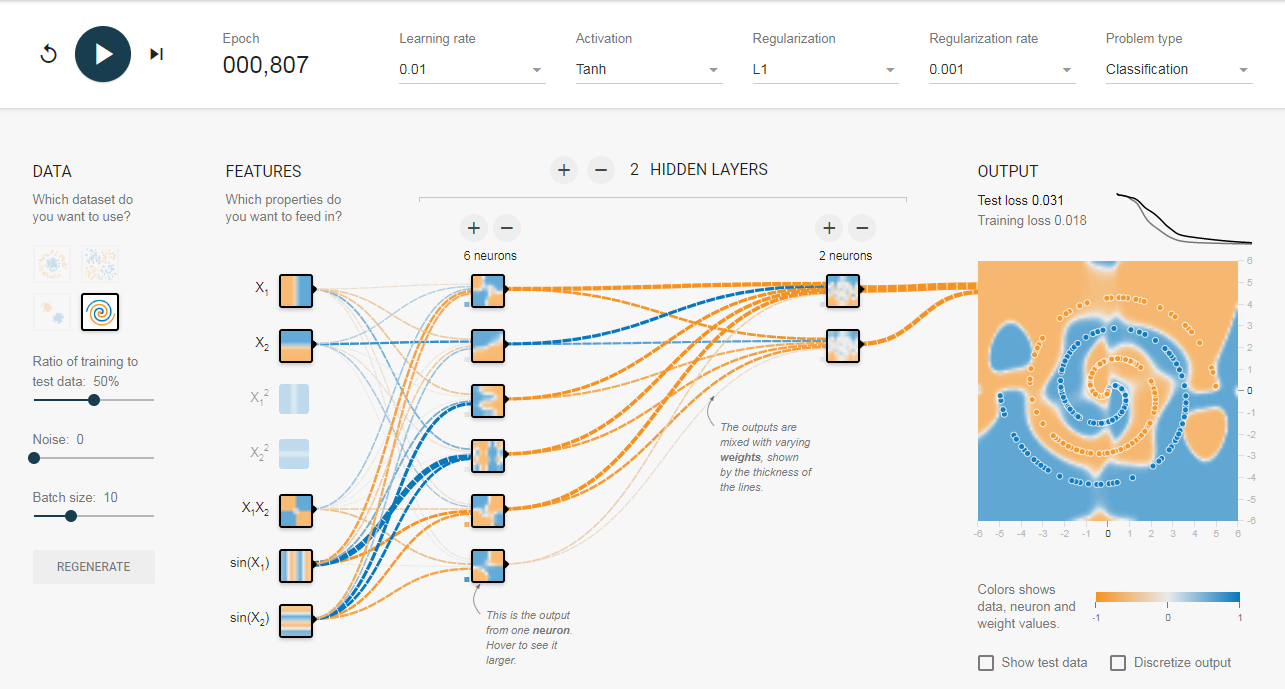 Epoch
000,807
Learning rate
0.01
Activation
Tanh
Regularization
L1
Regularization rate
0.001
Problem type
Classification
DATA
Which dataset do
you want to use?
Ratio of training to
test data: 50%
Noise: 0
Batch size: 10
REGENERATE
FEATURES
Which properties do
you want to feed in?
X₁
X₂
X₁²
X₂²
X₁X₂
sin(X₁)
sin(X₂)
+ − 2 HIDDEN LAYERS
+ −
6 neurons
+ −
2 neurons
The outputs are
mixed with varying
weights, shown
by the thickness of
the lines.
This is the output
from one neuron.
Hover to see it
larger.
OUTPUT
Test loss 0.031
Training loss 0.018
6
5
4
3
2
1
0
-1
-2
-3
-4
-5
-6
-6 -5 -4 -3 -2 -1 0 1 2 3 4 5 6
Colors shows
data, neuron and
weight values.
-1 0 1
Show test data
Discretize output